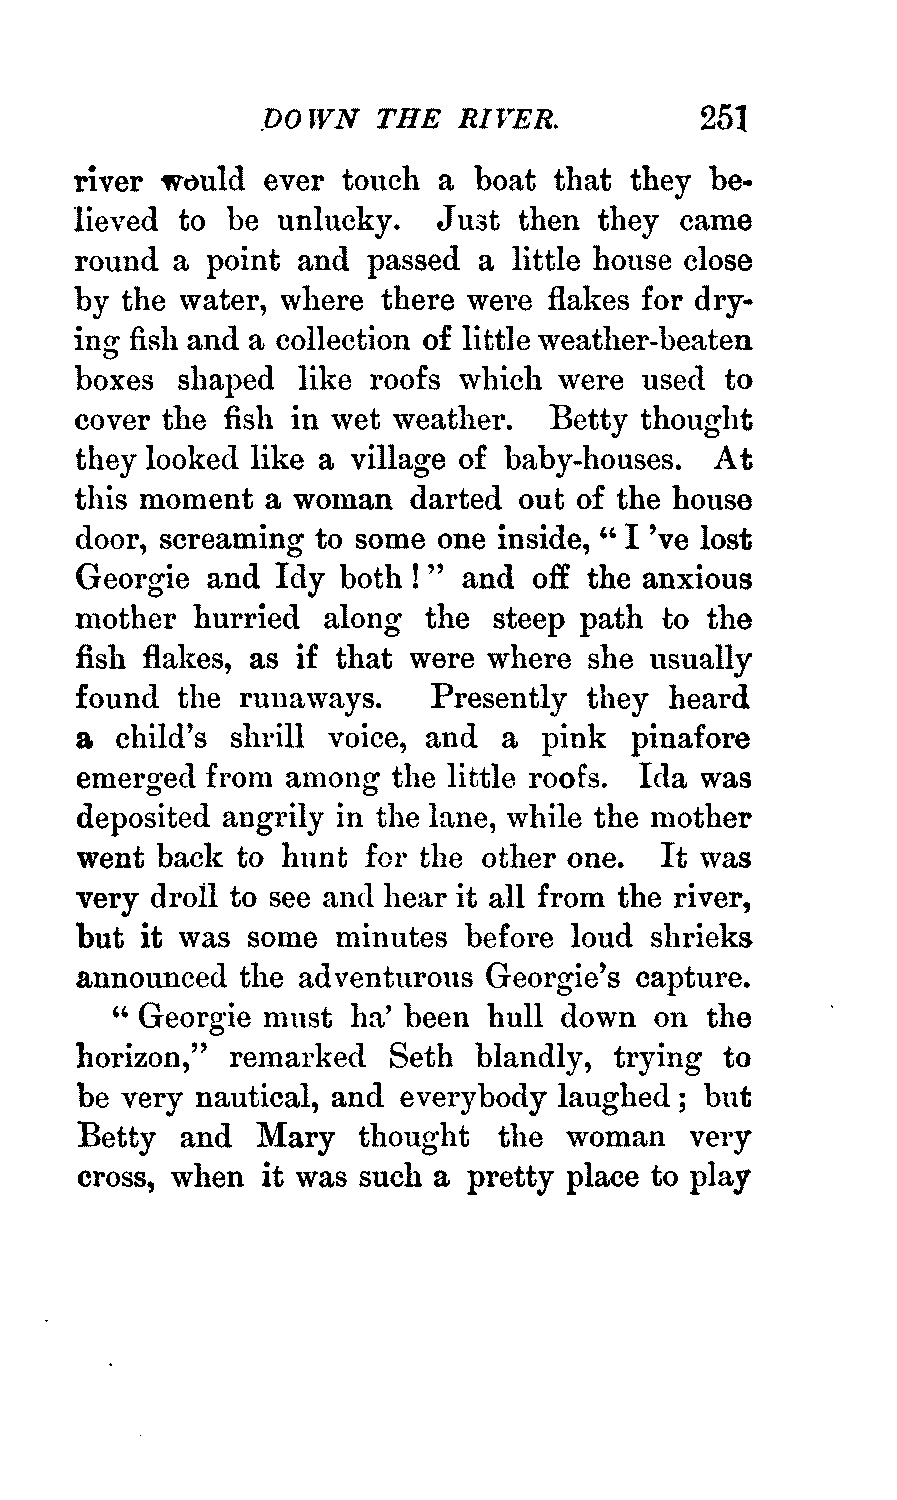 DOWN THE RIVER. 251
river would ever touch a boat that they be-
lieved to be unlucky. Just then they came
round a point and passed a little house close
by the water, where there were flakes for dry-
ing fish and a collection of little weather-beaten
boxes shaped like roofs which were used to
cover the fish in wet weather. Betty thought
they looked like a village of baby-houses. At
this moment a woman darted out of the house
door, screaming to some one inside, “ I ’ve lost
Georgie and Idy both ! ” and off the anxious
mother hurried along the steep path to the
fish flakes, as if that were where she usually
found the runaways. Presently they heard
a child’s shrill voice, and a pink pinafore
emerged from among the little roofs. Ida was
deposited angrily in the lane, while the mother
went back to hunt for the other one. It was
very droll to see and hear it all from the river,
but it was some minutes before loud shrieks
announced the adventurous Georgie’s capture.
“ Georgie must ha’ been hull down on the
horizon,” remarked Seth blandly, trying to
be very nautical, and everybody laughed ; but
Betty and Mary thought the woman very
cross, when it was such a pretty place to play